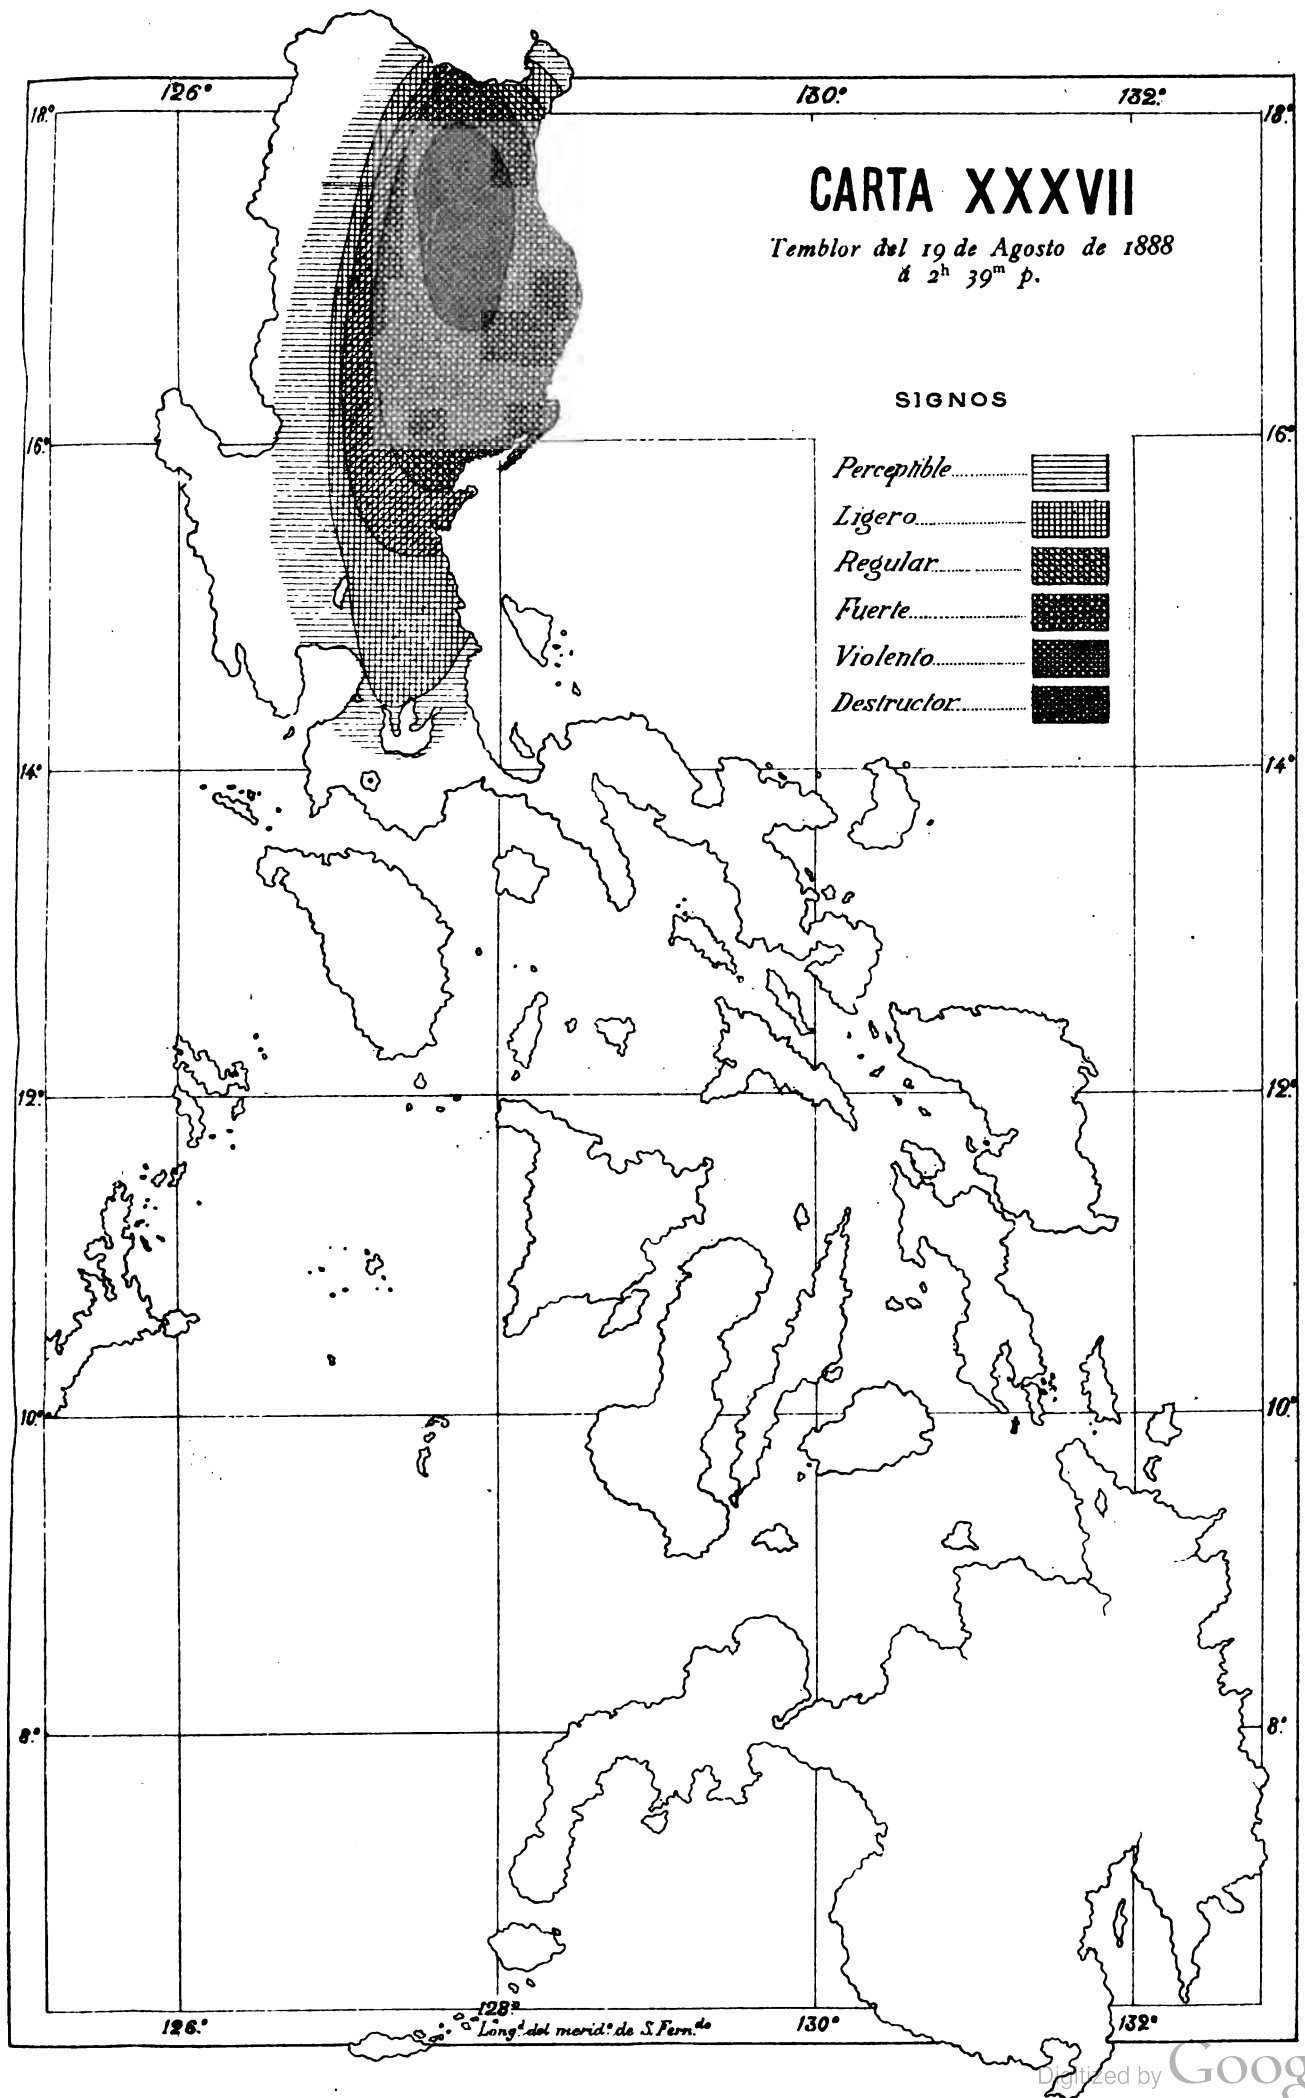 126° 130° 132°
18° 18°
CARTA XXXVII
Temblor del 19 de Agosto de 1888
á 2h 39m p.
SIGNOS
16° 16°
Perceptible
Ligero
Regular
Fuerte
Violento
Destructor
14° 14°
12° 12°
10° 10°
8° 8°
126° 128° 130° 132°
Longd. del meridº. de S. Fern.do
Digitized by Goog